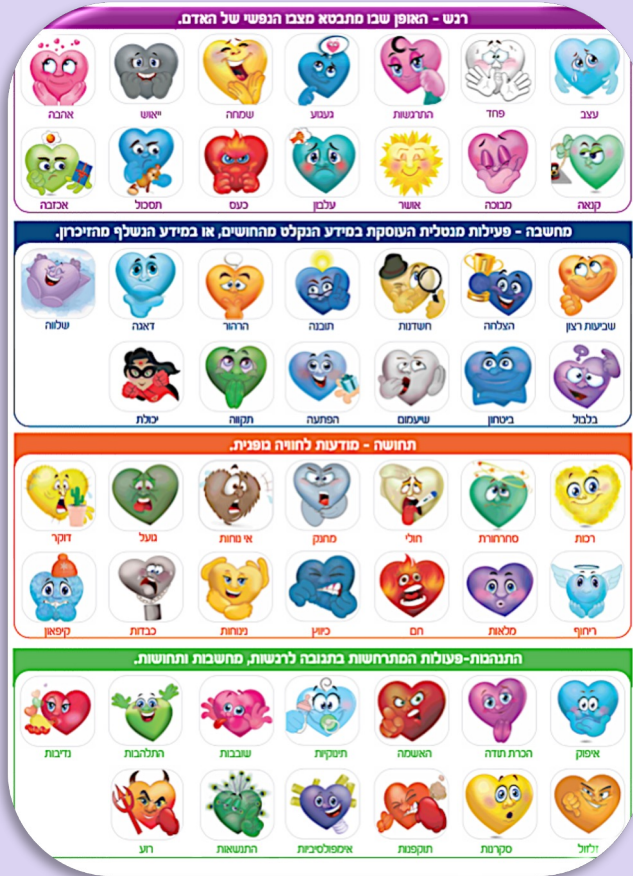 רגש - האופן שבו מתבטא מצבו הנפשי של האדם.
עצב פחד התרגשות געגוע שמחה ייאוש אהבה
קנאה מבוכה אושר עלבון כעס תסכול אכזבה
מחשבה - פעילות מנטלית העוסקת במידע הנקלט מהחושים, או במידע הנשלף מהזיכרון.
שביעות רצון הצלחה חשדנות תובנה הרהור דאגה שלווה
בלבול ביטחון שיעמום הפתעה תקווה יכולת
תחושה - מודעות לחוויה גופנית.
רכות סחרחורת חולי מחנק אי נוחות גועל דוקר
ריחוף מלאות חם כיווץ נינוחות כבדות קיפאון
התנהגות-פעולות המתרחשות בתגובה לרגשות, מחשבות ותחושות.
איפוק הכרת תודה האשמה תינוקיות שובבות התלהבות נדיבות
זלזול סקרנות תוקפנות אימפולסיביות התנשאות רוע